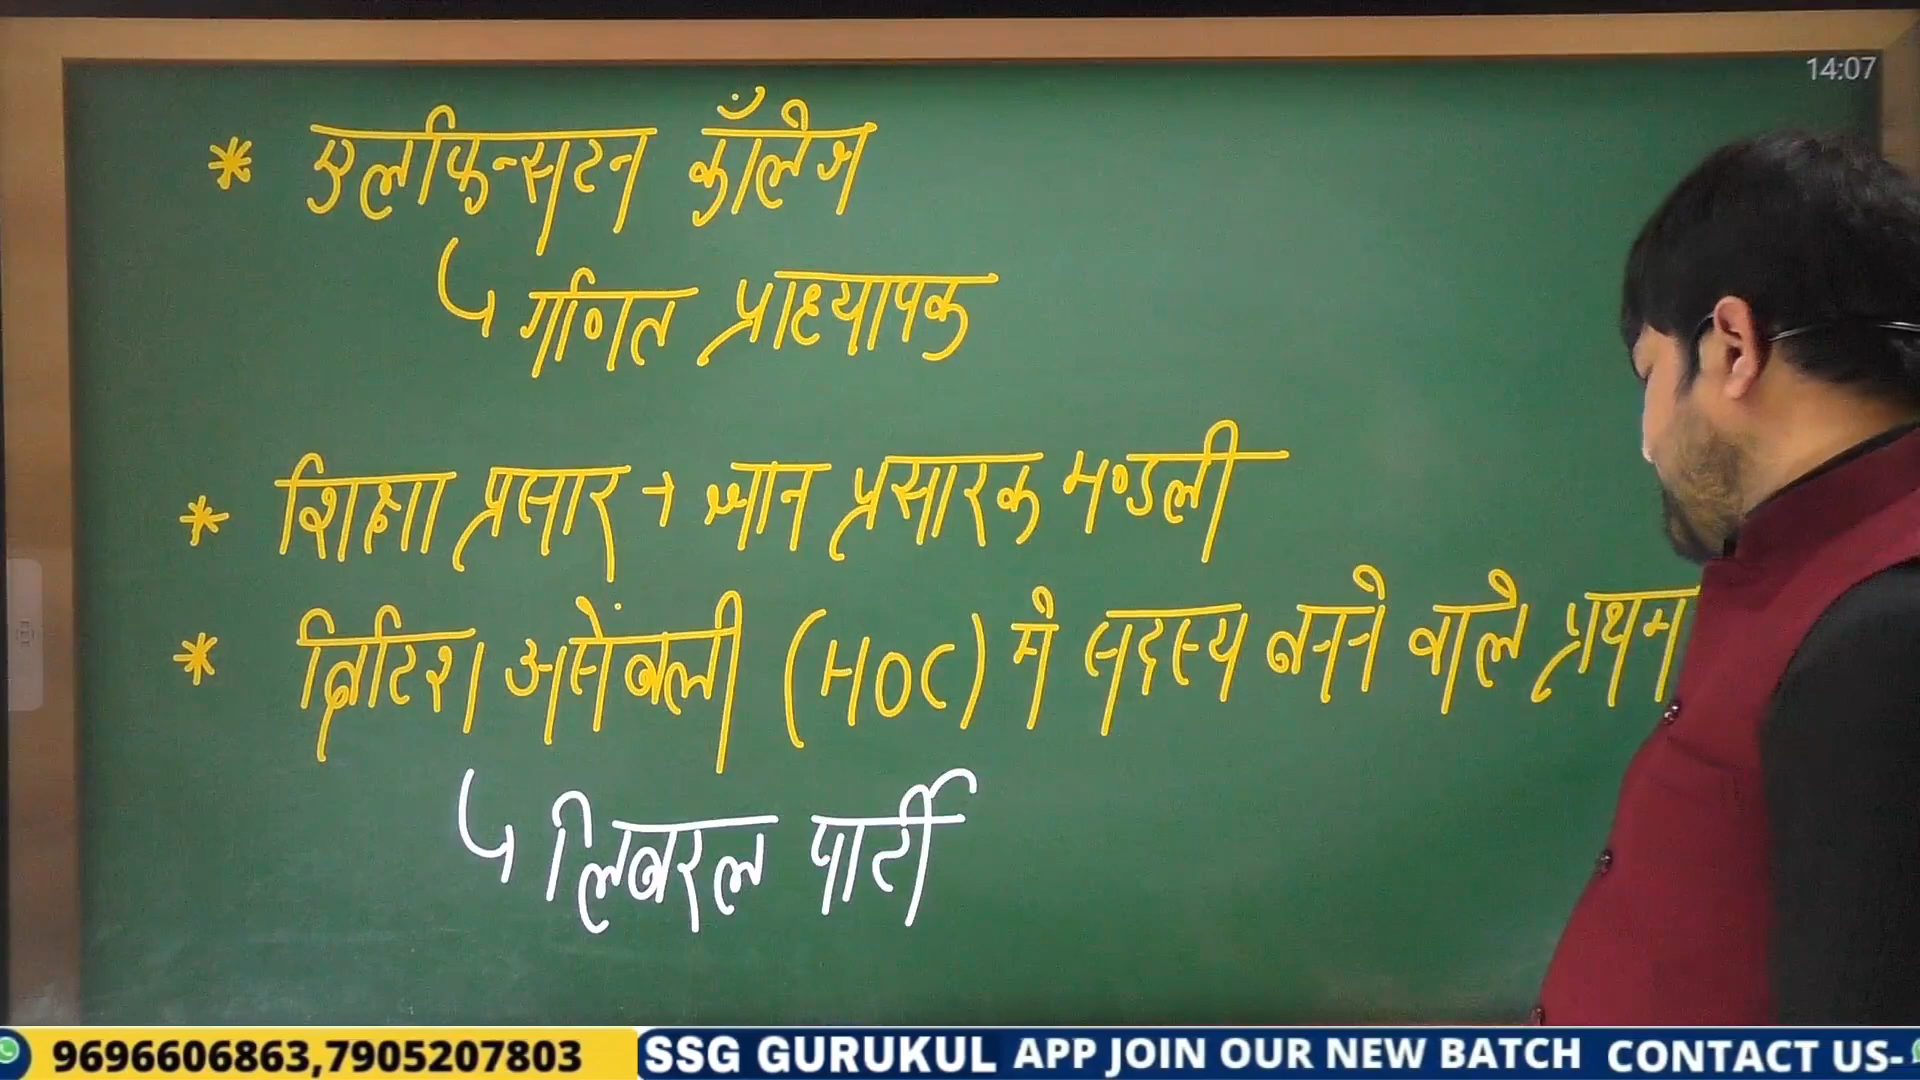 14:07
* एलफिन्सटन कॉलेज
गणित प्राध्यापक
* शिक्षा प्रसार → ज्ञान प्रसारक मण्डली
* ब्रिटिश असेंबली (HOC) में सदस्य बनने वाले प्रथम
लिबरल पार्टी
9696606863,7905207803 SSG GURUKUL APP JOIN OUR NEW BATCH CONTACT US-